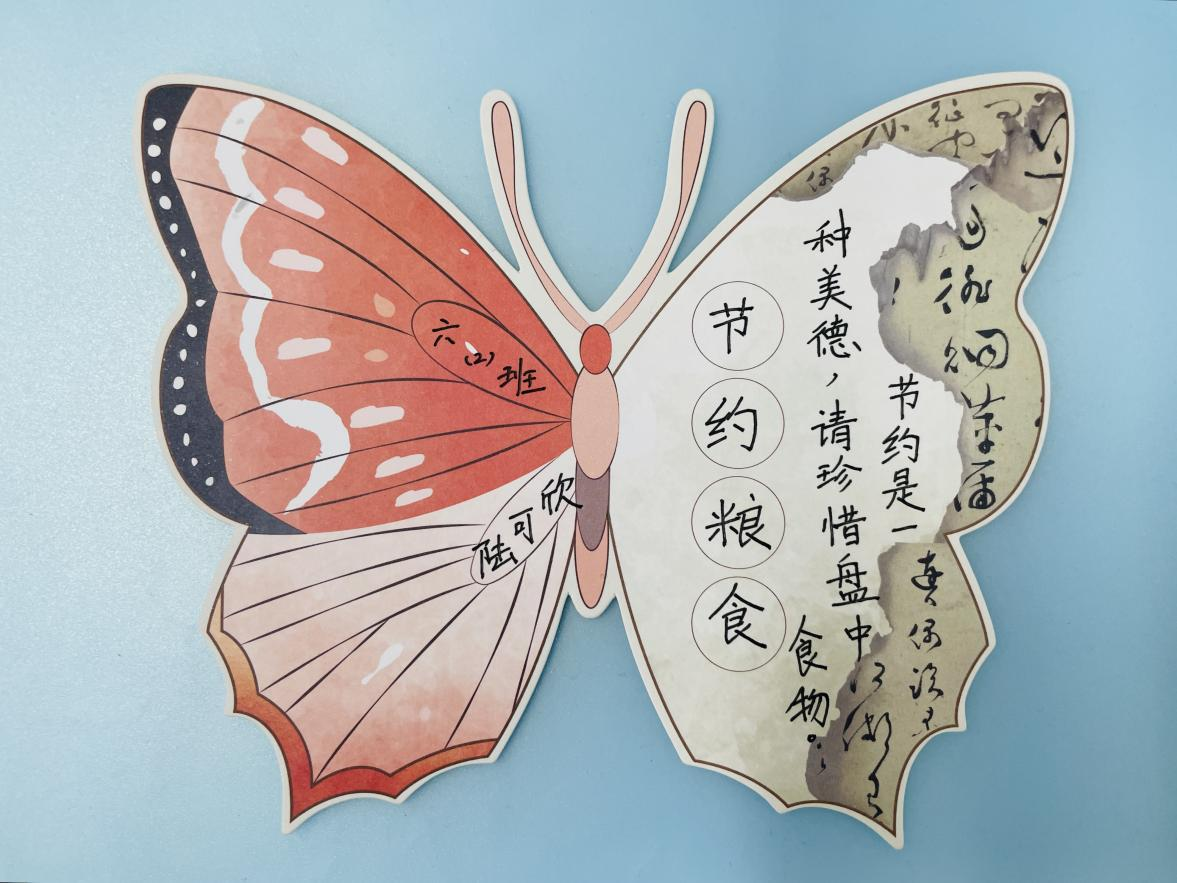 节约是一
种美德，请珍惜盘中
食物。
节约粮食
六(2)班
陆可欣